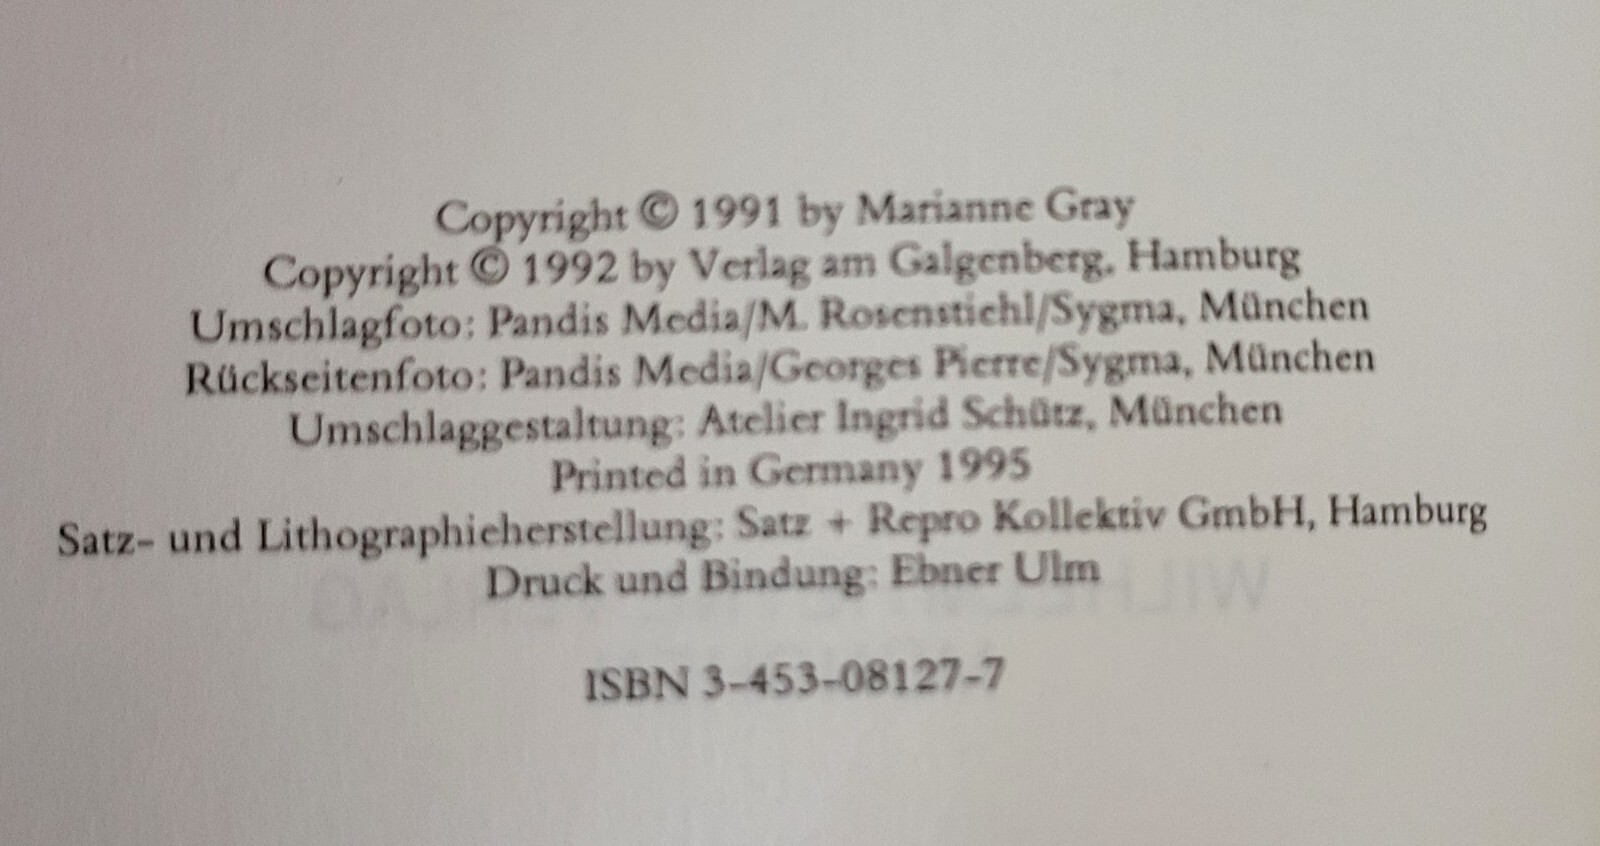 Copyright © 1991 by Marianne Gray
Copyright © 1992 by Verlag am Galgenberg, Hamburg
Umschlagfoto: Pandis Media/M. Rosenstiehl/Sygma, München
Rückseitenfoto: Pandis Media/Georges Pierre/Sygma, München
Umschlaggestaltung: Atelier Ingrid Schütz, München
Printed in Germany 1995
Satz- und Lithographieherstellung: Satz + Repro Kollektiv GmbH, Hamburg
Druck und Bindung: Ebner Ulm
ISBN 3-453-08127-7